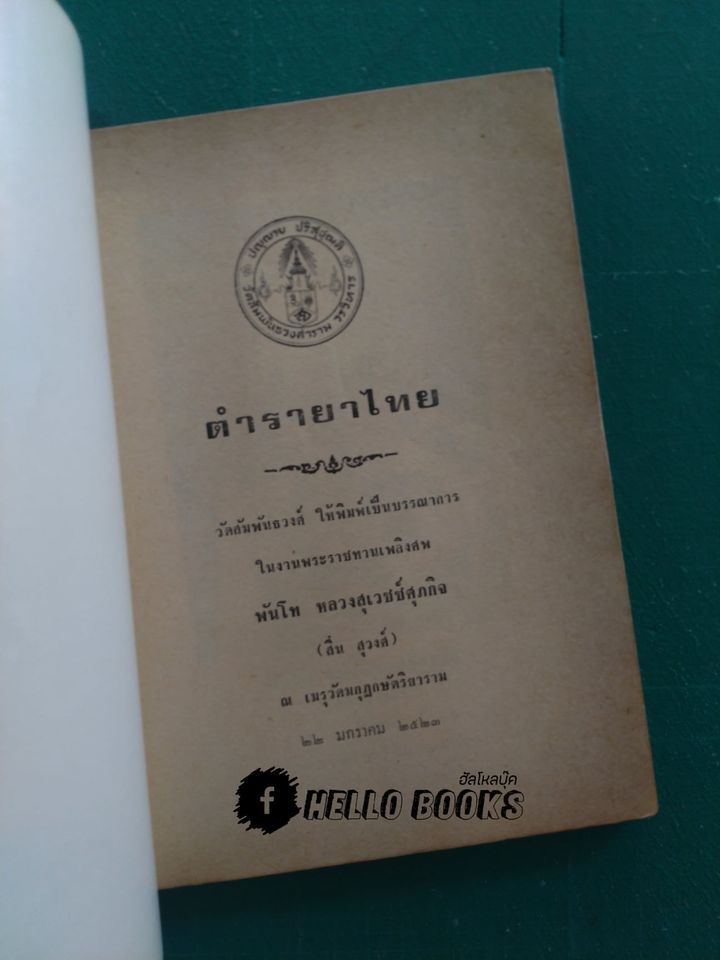 ปญฺญาย ปริสุชฺฌติ
วัดสัมพันธวงศาราม วรวิหาร
ตำรายาไทย
วัดสัมพันธวงศ์ ให้พิมพ์เป็นบรรณาการ
ในงานพระราชทานเพลิงศพ
พันโท หลวงสุเวชช์ศุภกิจ
(ลิ่น สุวงศ์)
ณ เมรุวัดมกุฏกษัตริยาราม
๒๒ มกราคม ๒๕๒๓
ฮัลโหลบุ๊ค
f HELLO BOOKS